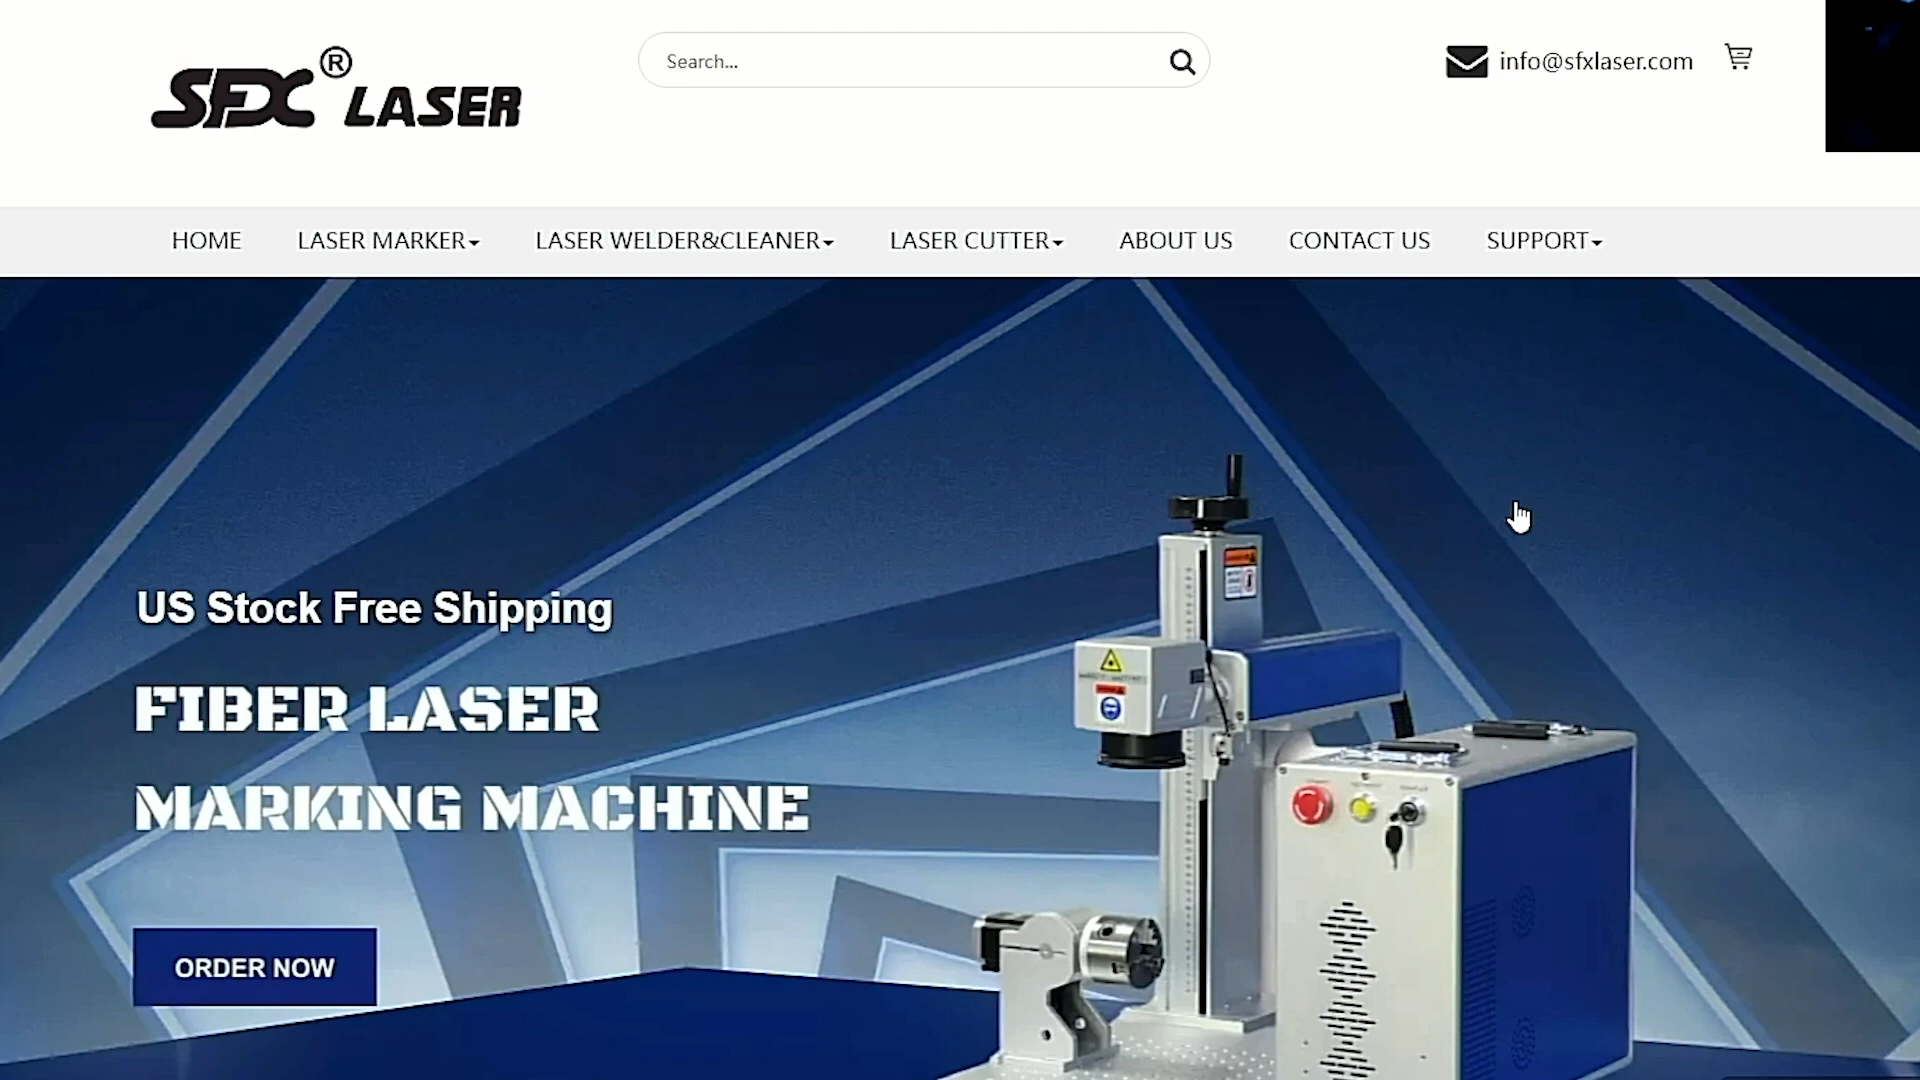 SFX® LASER
Search...
info@sfxlaser.com
HOME LASER MARKER LASER WELDER&CLEANER LASER CUTTER ABOUT US CONTACT US SUPPORT
US Stock Free Shipping
FIBER LASER
MARKING MACHINE
ORDER NOW